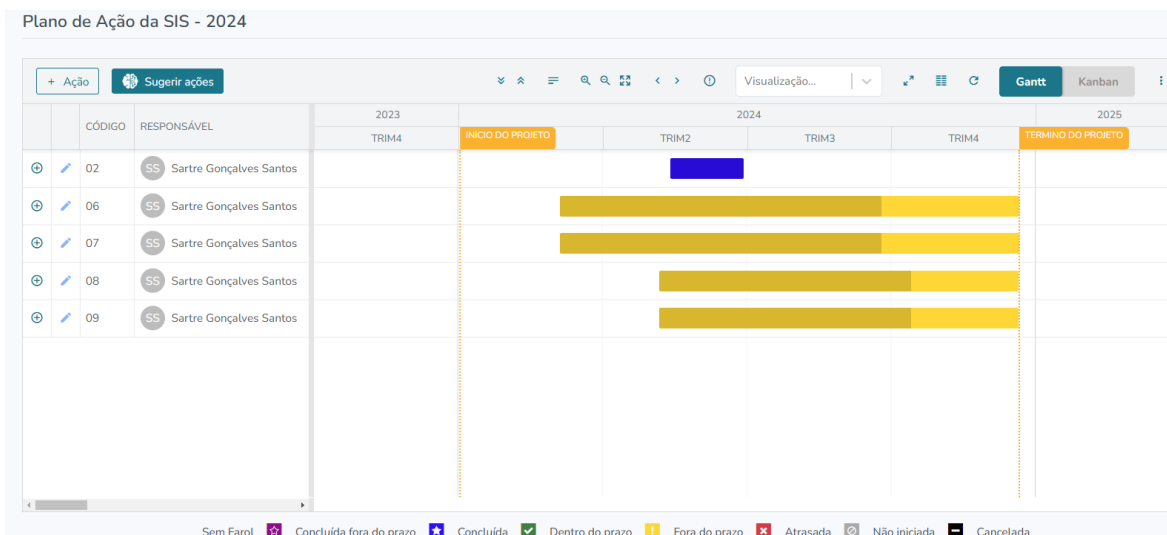 Plano de Ação da SIS - 2024
+ Ação Sugerir ações Visualização... Gantt Kanban
CÓDIGO RESPONSÁVEL 2023 2024 2025
TRIM4 INÍCIO DO PROJETO TRIM2 TRIM3 TRIM4 TERMINO DO PROJETO
02 SS Sartre Gonçalves Santos
06 SS Sartre Gonçalves Santos
07 SS Sartre Gonçalves Santos
08 SS Sartre Gonçalves Santos
09 SS Sartre Gonçalves Santos
Sem Farol Concluída fora do prazo Concluída Dentro do prazo Fora do prazo Atrasada Não iniciada Cancelada